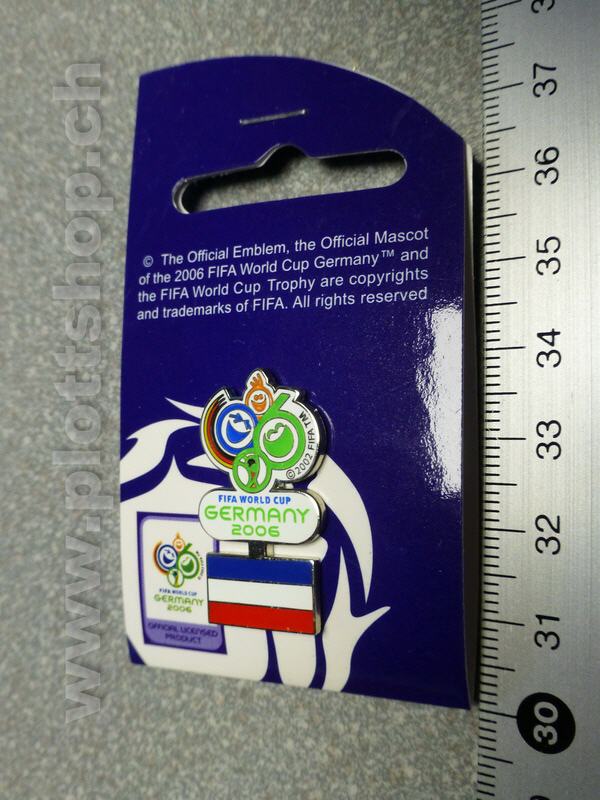 © The Official Emblem, the Official Mascot
of the 2006 FIFA World Cup Germany™ and
the FIFA World Cup Trophy are copyrights
and trademarks of FIFA. All rights reserved
©2002 FIFA TM
FIFA WORLD CUP
GERMANY
2006
FIFA WORLD CUP
GERMANY
2006
OFFICIAL LICENSED
PRODUCT
37
36
35
34
33
32
31
30
www.plottshop.ch